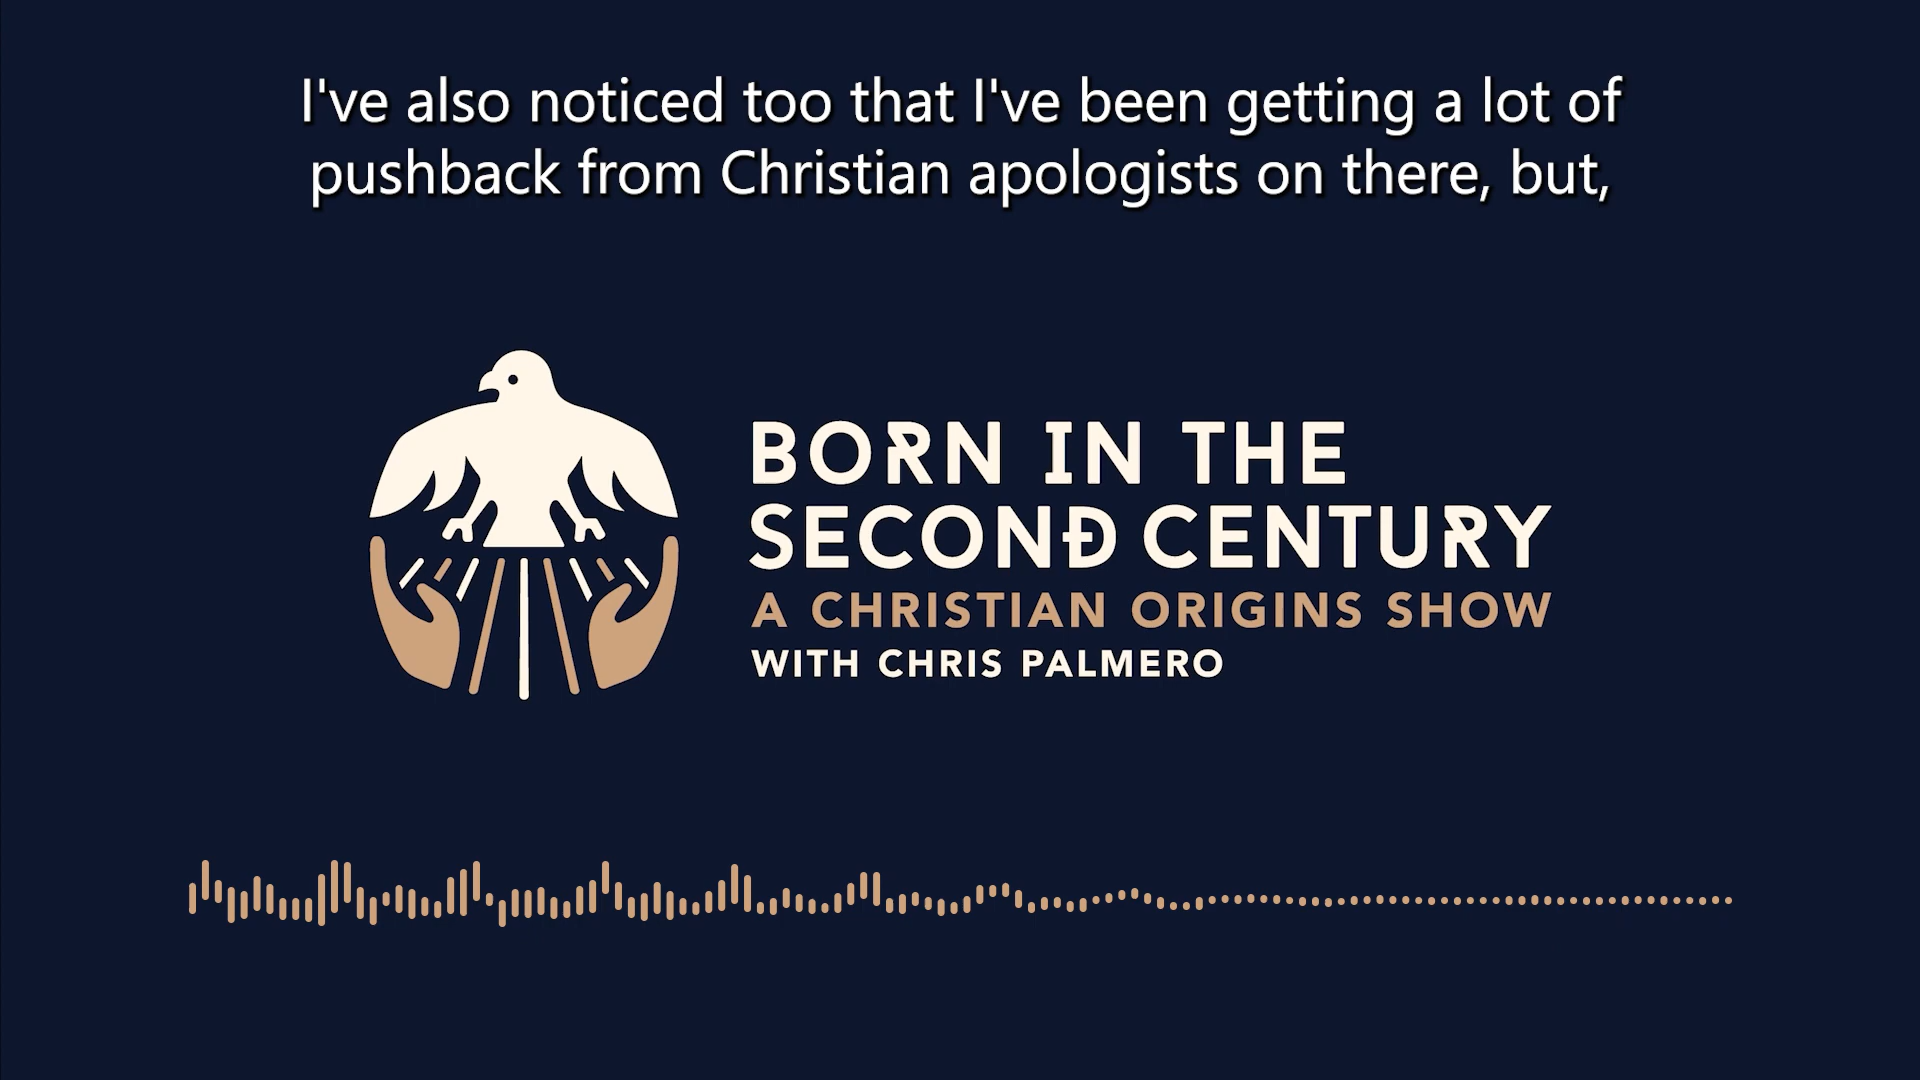 I've also noticed too that I've been getting a lot of
pushback from Christian apologists on there, but,
BORN IN THE
SECOND CENTURY
A CHRISTIAN ORIGINS SHOW
WITH CHRIS PALMERO